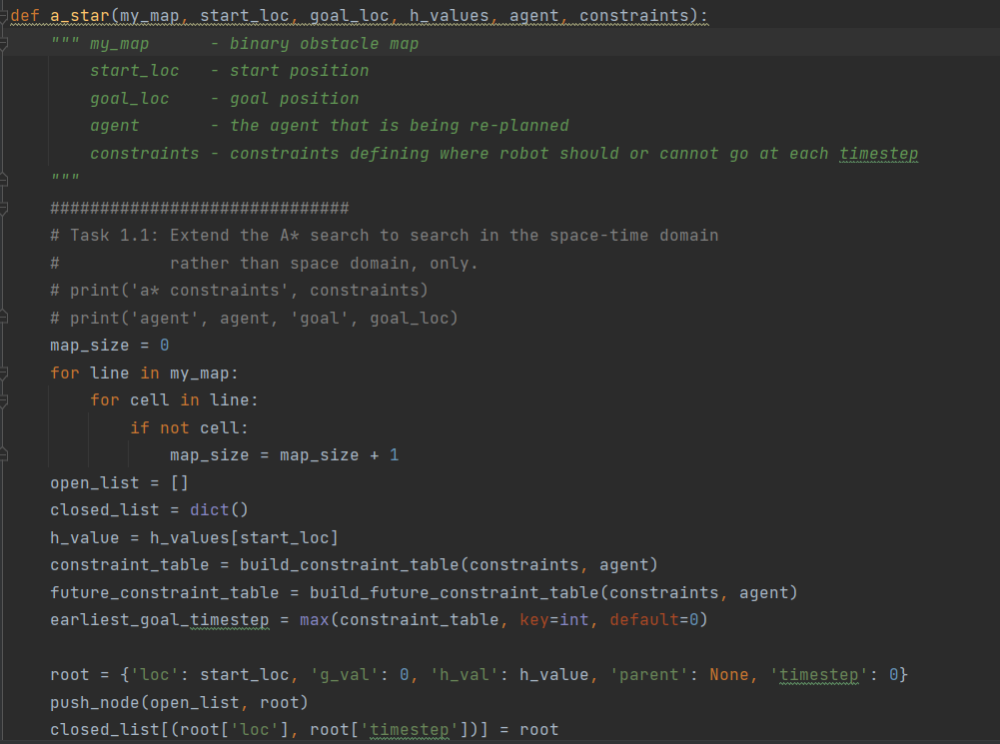 def a_star(my_map, start_loc, goal_loc, h_values, agent, constraints):
    """ my_map      - binary obstacle map
        start_loc   - start position
        goal_loc    - goal position
        agent       - the agent that is being re-planned
        constraints - constraints defining where robot should or cannot go at each timestep
    """
    ##############################
    # Task 1.1: Extend the A* search to search in the space-time domain
    #           rather than space domain, only.
    # print('a* constraints', constraints)
    # print('agent', agent, 'goal', goal_loc)
    map_size = 0
    for line in my_map:
        for cell in line:
            if not cell:
                map_size = map_size + 1
    open_list = []
    closed_list = dict()
    h_value = h_values[start_loc]
    constraint_table = build_constraint_table(constraints, agent)
    future_constraint_table = build_future_constraint_table(constraints, agent)
    earliest_goal_timestep = max(constraint_table, key=int, default=0)

    root = {'loc': start_loc, 'g_val': 0, 'h_val': h_value, 'parent': None, 'timestep': 0}
    push_node(open_list, root)
    closed_list[(root['loc'], root['timestep'])] = root